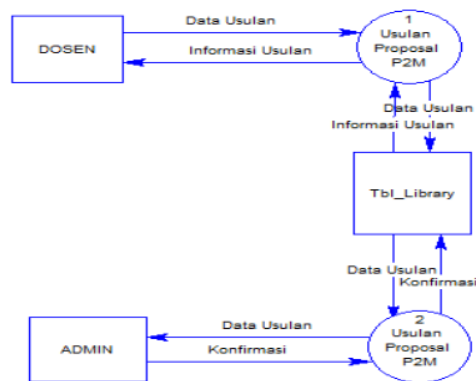 Data Usulan
DOSEN
Informasi Usulan
1
Usulan
Proposal
P2M
Data Usulan
Informasi Usulan
Tbl_Library
Data Usulan
Konfirmasi
Data Usulan
ADMIN
Konfirmasi
2
Usulan
Proposal
P2M